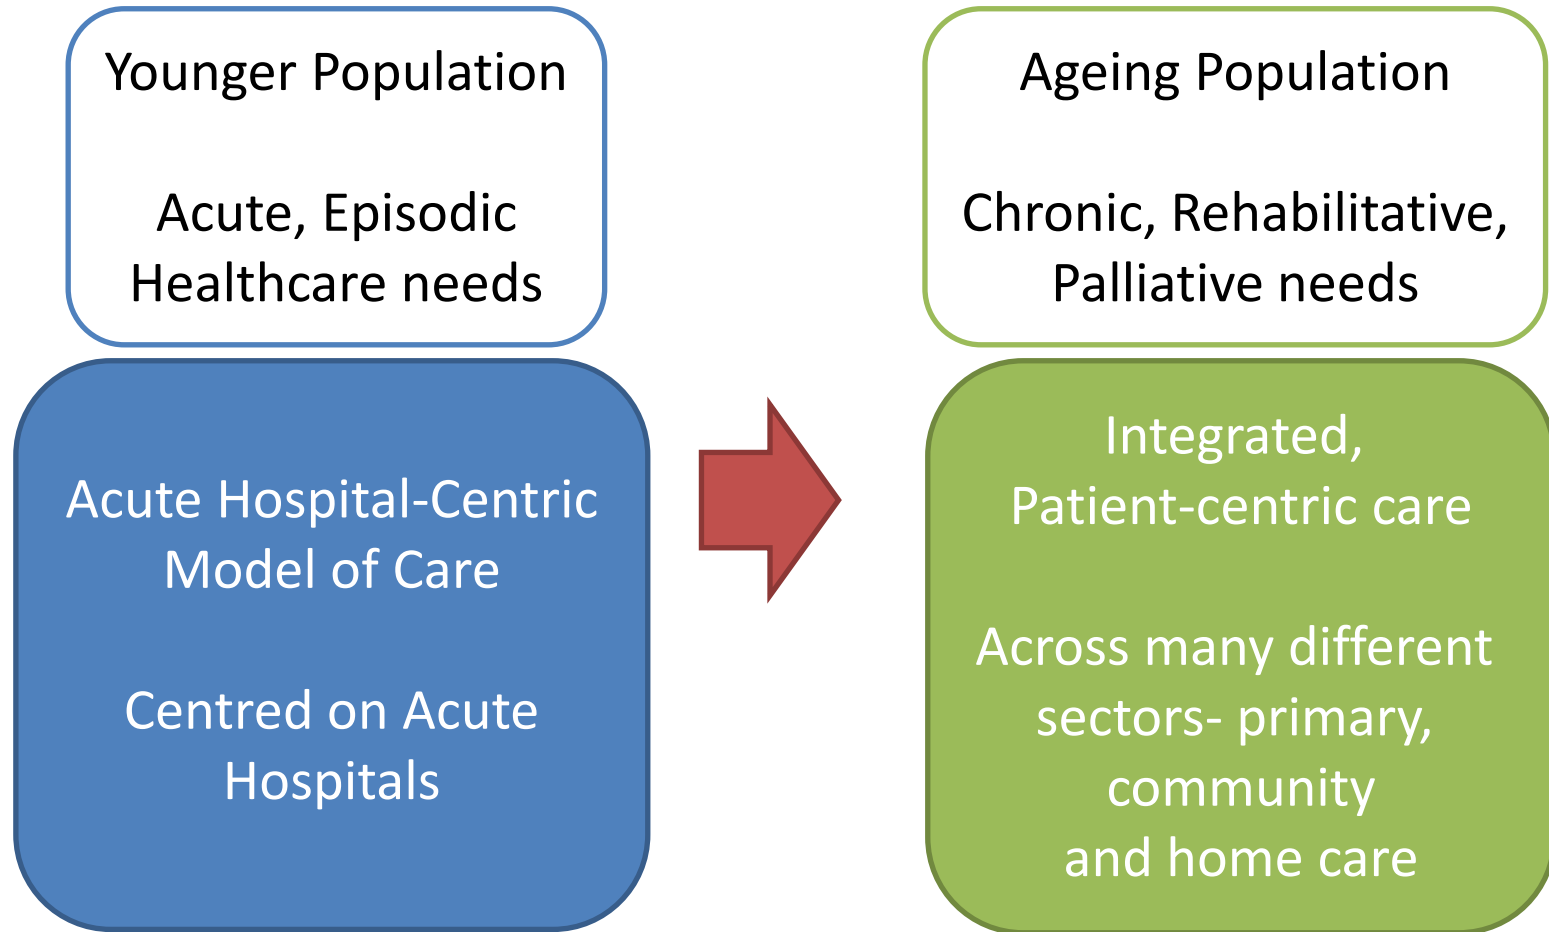 Younger Population
Acute, Episodic
Healthcare needs
Acute Hospital-Centric
Model of Care
Centred on Acute
Hospitals
Ageing Population
Chronic, Rehabilitative,
Palliative needs
Integrated,
Patient-centric care
Across many different
sectors- primary,
community
and home care